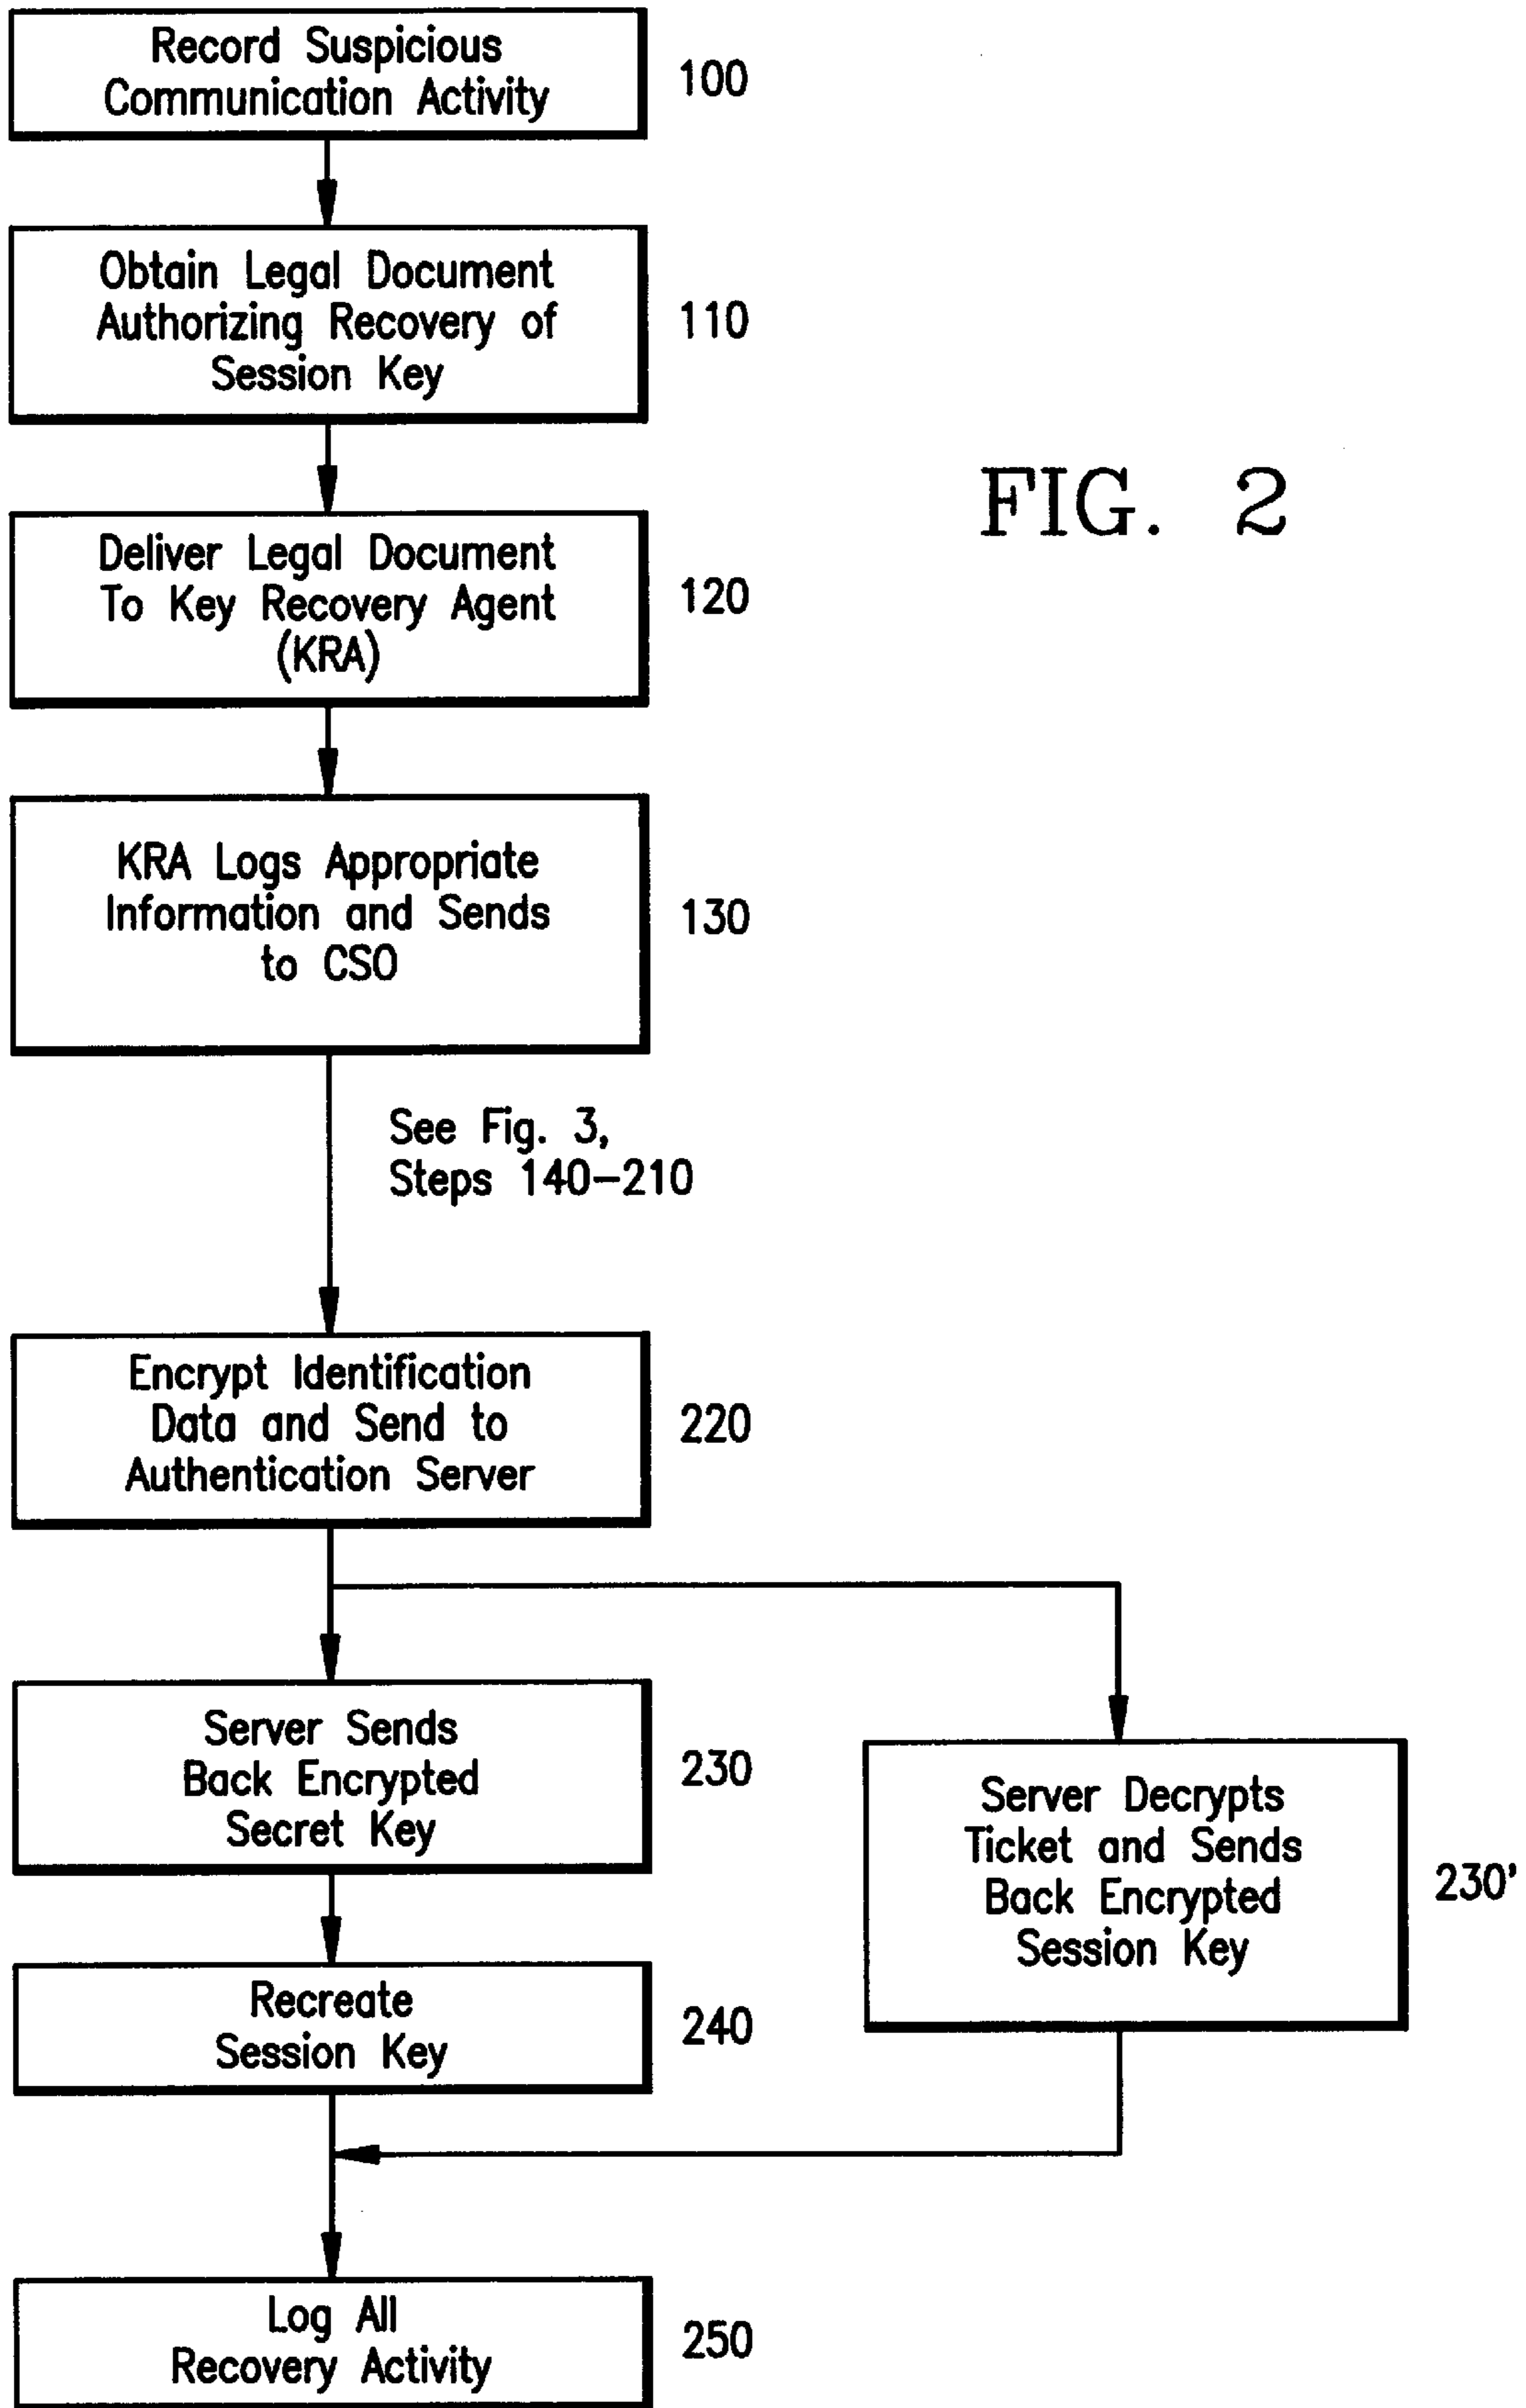 Record Suspicious
Communication Activity
100
Obtain Legal Document
Authorizing Recovery of
Session Key
110
FIG. 2
Deliver Legal Document
To Key Recovery Agent
(KRA)
120
KRA Logs Appropriate
Information and Sends
to CSO
130
See Fig. 3,
Steps 140-210
Encrypt Identification
Data and Send to
Authentication Server
220
Server Sends
Back Encrypted
Secret Key
230
Server Decrypts
Ticket and Sends
Back Encrypted
Session Key
230'
Recreate
Session Key
240
Log All
Recovery Activity
250